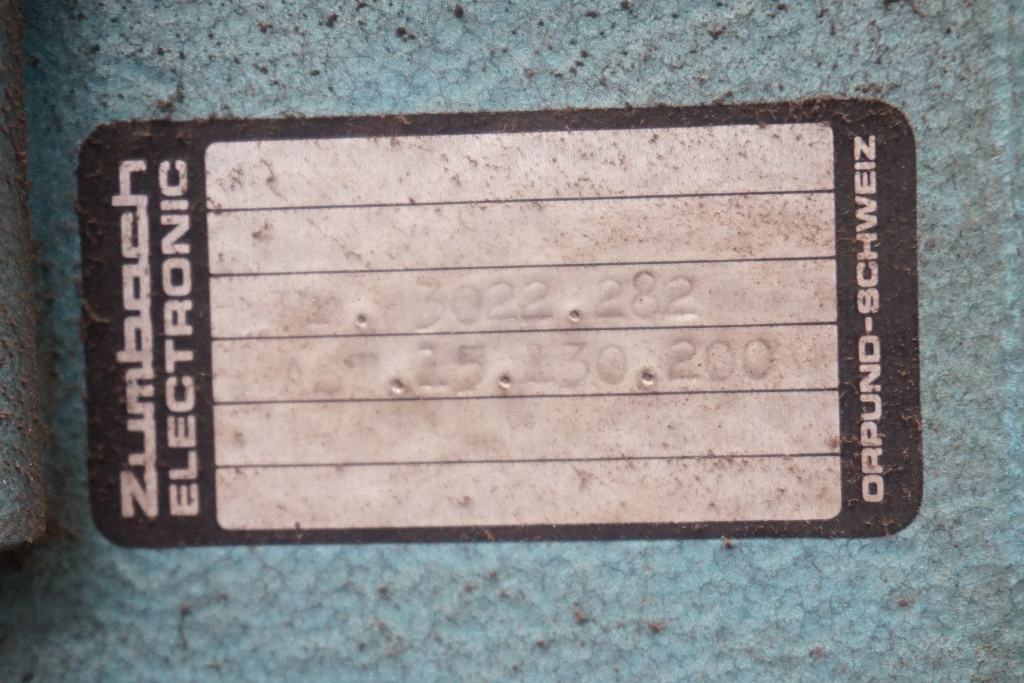 Zumbach
ELECTRONIC
.3022.282
.15.130.200
ORPUND-SCHWEIZ